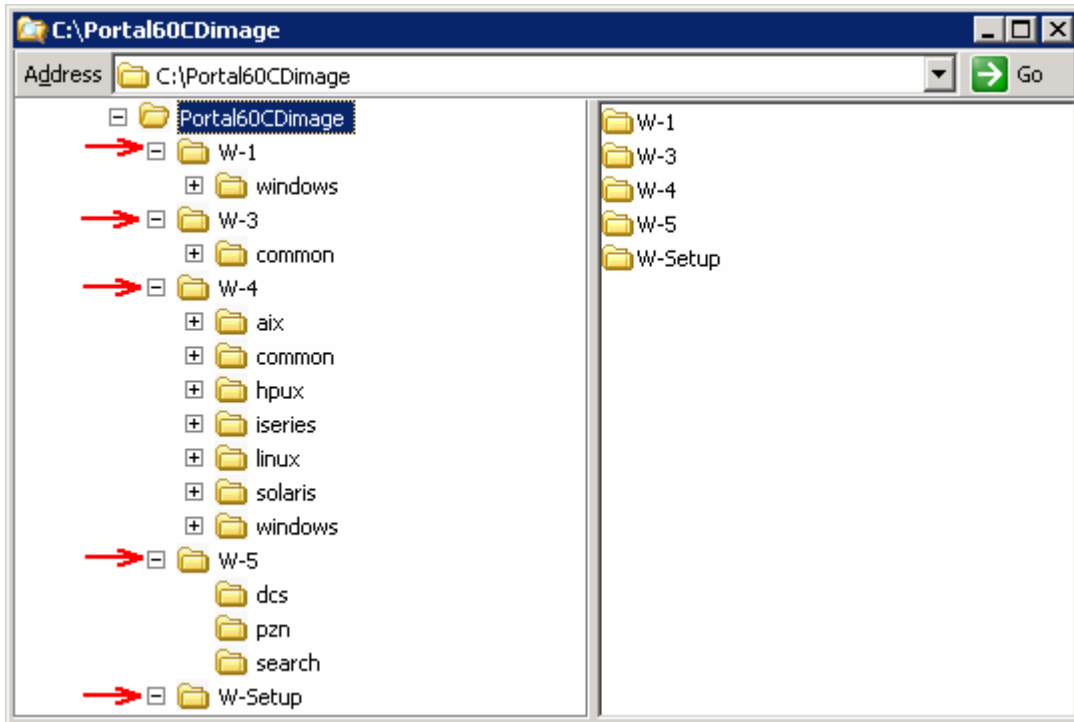 C:\Portal60CDimage
Address C:\Portal60CDimage Go
Portal60CDimage
W-1
windows
W-3
common
W-4
aix
common
hpux
iseries
linux
solaris
windows
W-5
dcs
pzn
search
W-Setup
W-1
W-3
W-4
W-5
W-Setup